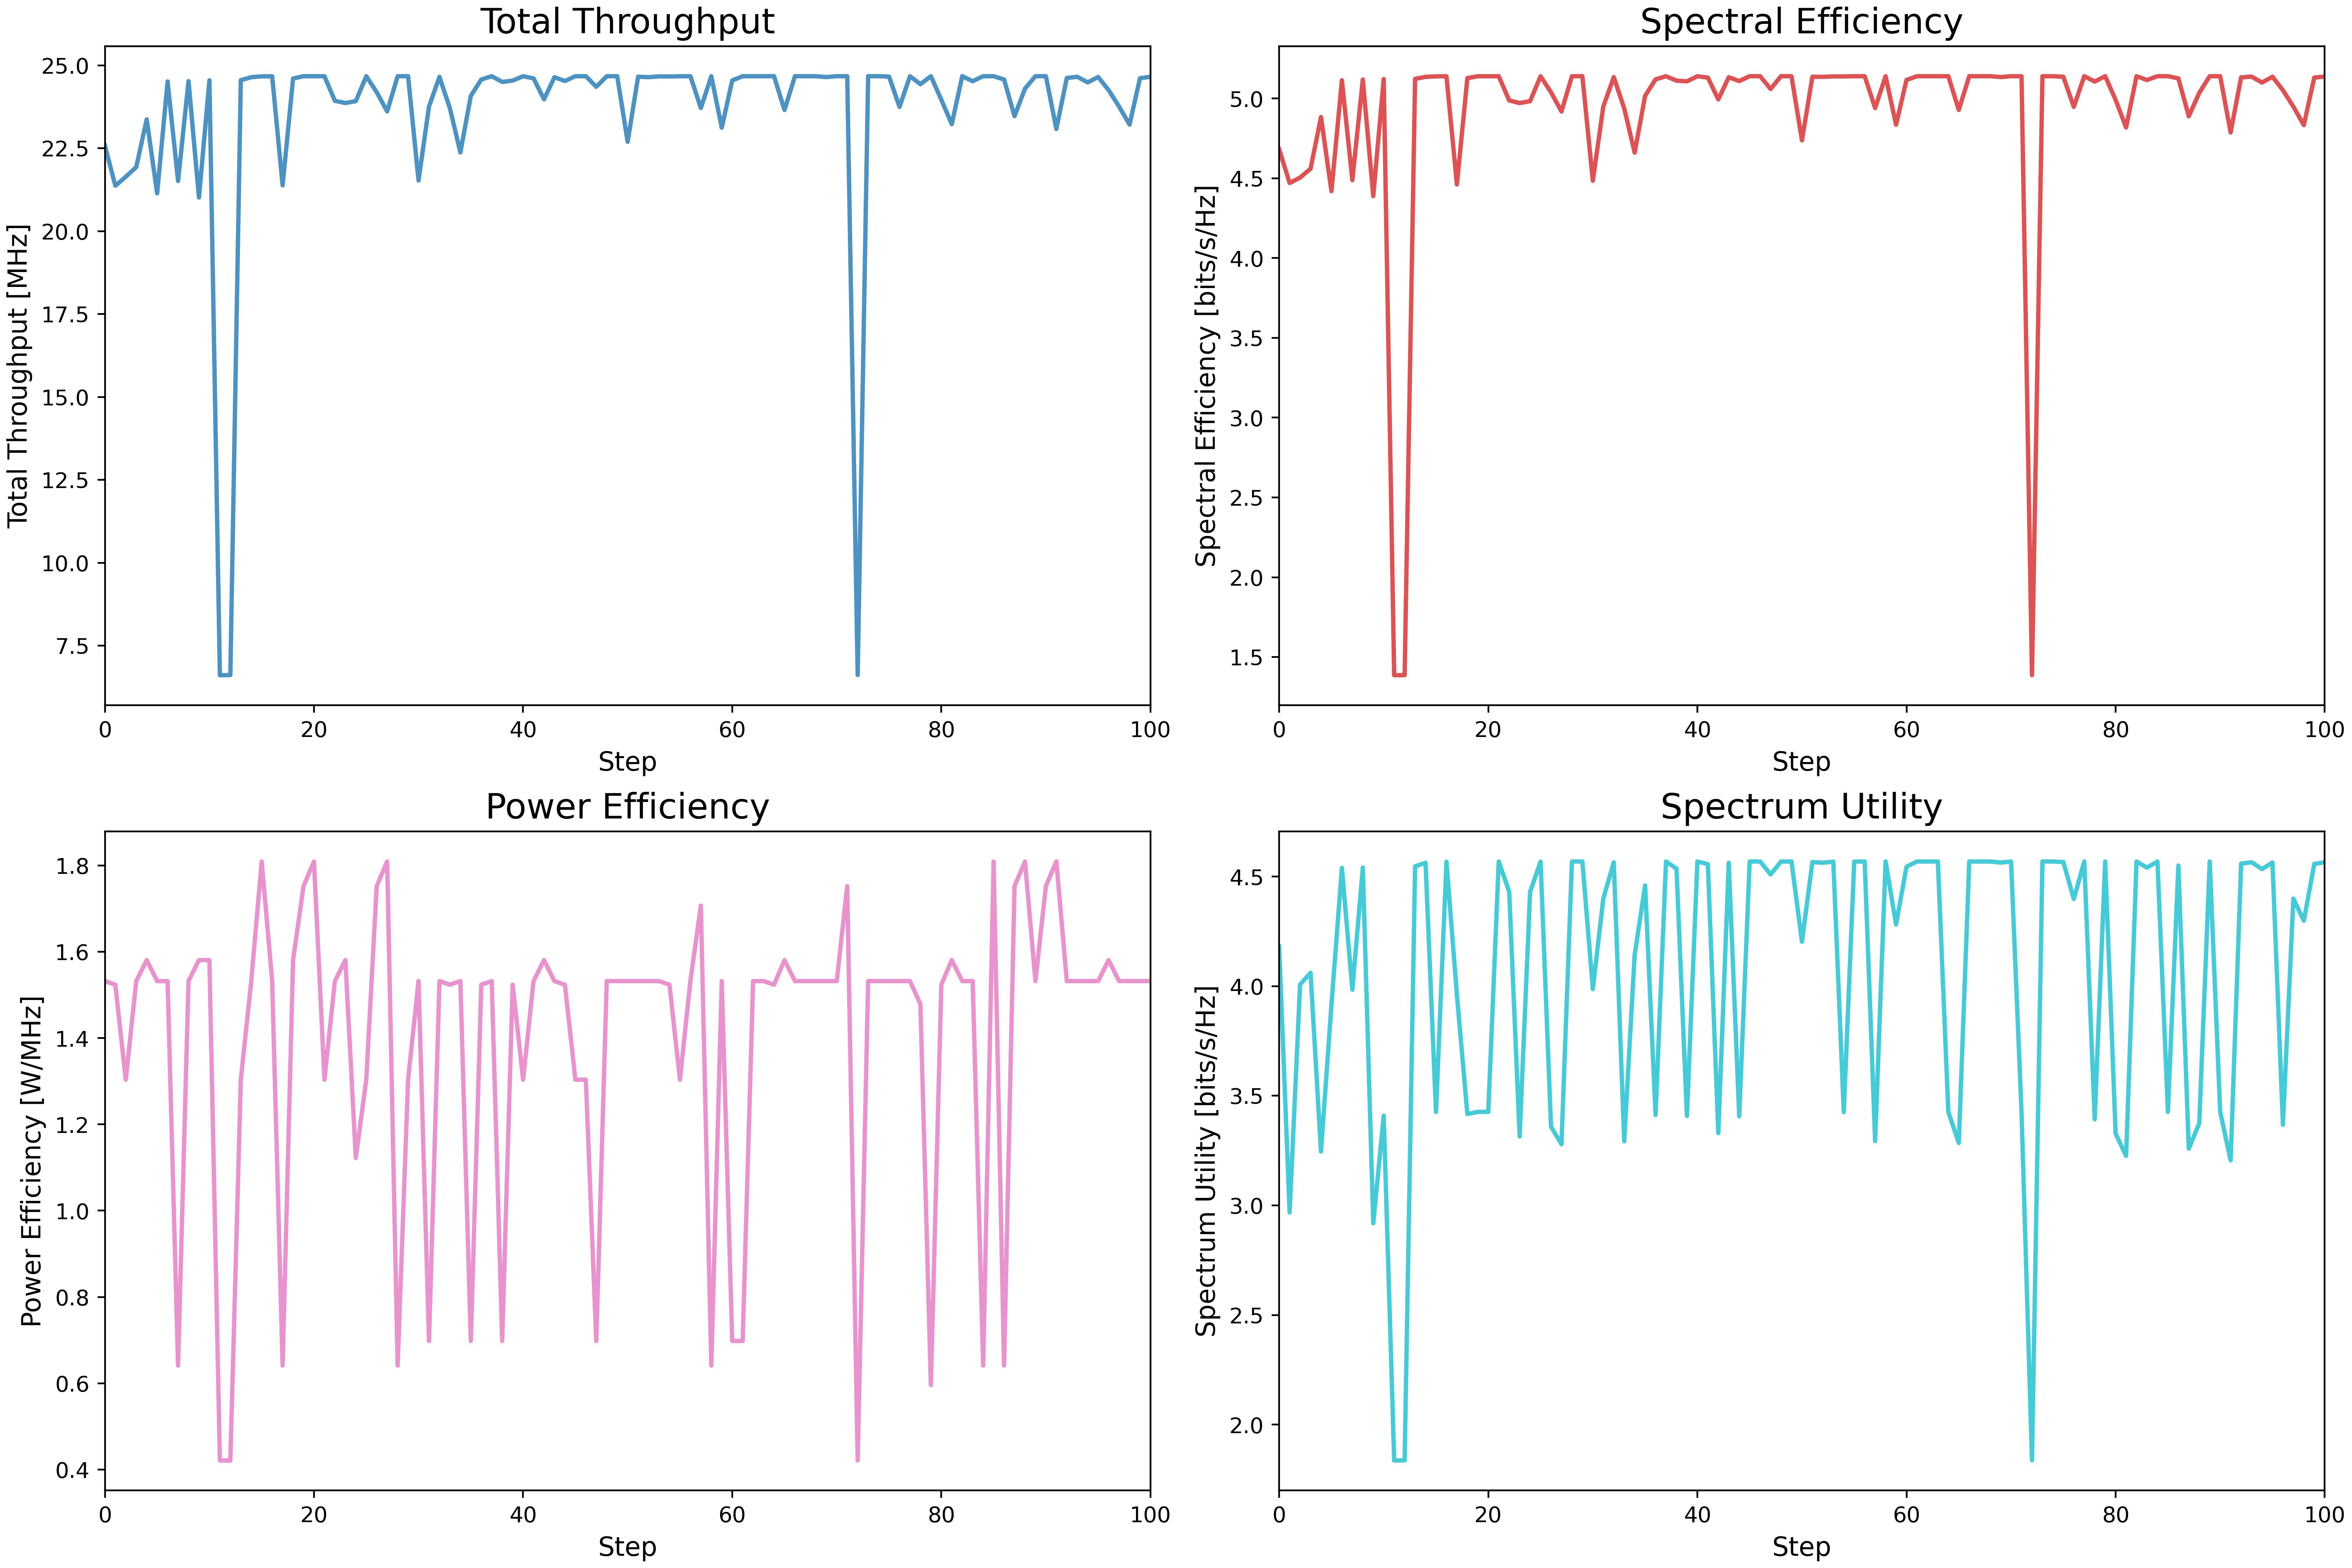 Total Throughput
Total Throughput [MHz]
25.0
22.5
20.0
17.5
15.0
12.5
10.0
7.5
0 20 40 60 80 100
Step
Spectral Efficiency
Spectral Efficiency [bits/s/Hz]
5.0
4.5
4.0
3.5
3.0
2.5
2.0
1.5
0 20 40 60 80 100
Step
Power Efficiency
Power Efficiency [W/MHz]
1.8
1.6
1.4
1.2
1.0
0.8
0.6
0.4
0 20 40 60 80 100
Step
Spectrum Utility
Spectrum Utility [bits/s/Hz]
4.5
4.0
3.5
3.0
2.5
2.0
0 20 40 60 80 100
Step